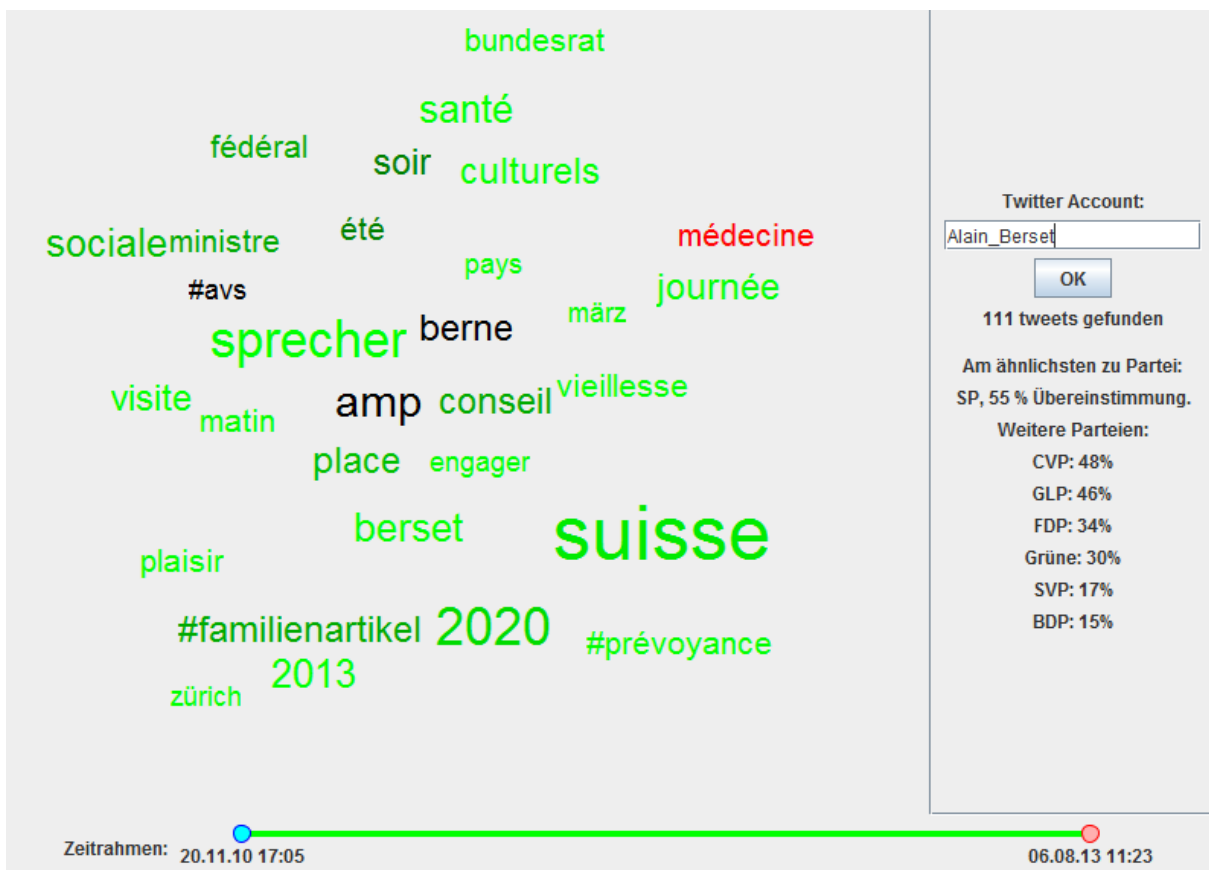 bundesrat
santé
fédéral
soir
culturels
sociale
ministre
été
médecine
pays
#avs
journée
märz
sprecher
berne
vieillesse
visite
matin
amp
conseil
place
engager
berset
suisse
plaisir
#familienartikel
2020
#prévoyance
2013
zürich
Twitter Account:
Alain_Berset
OK
111 tweets gefunden
Am ähnlichsten zu Partei:
SP, 55 % Übereinstimmung.
Weitere Parteien:
CVP: 48%
GLP: 46%
FDP: 34%
Grüne: 30%
SVP: 17%
BDP: 15%
Zeitrahmen:
20.11.10 17:05
06.08.13 11:23